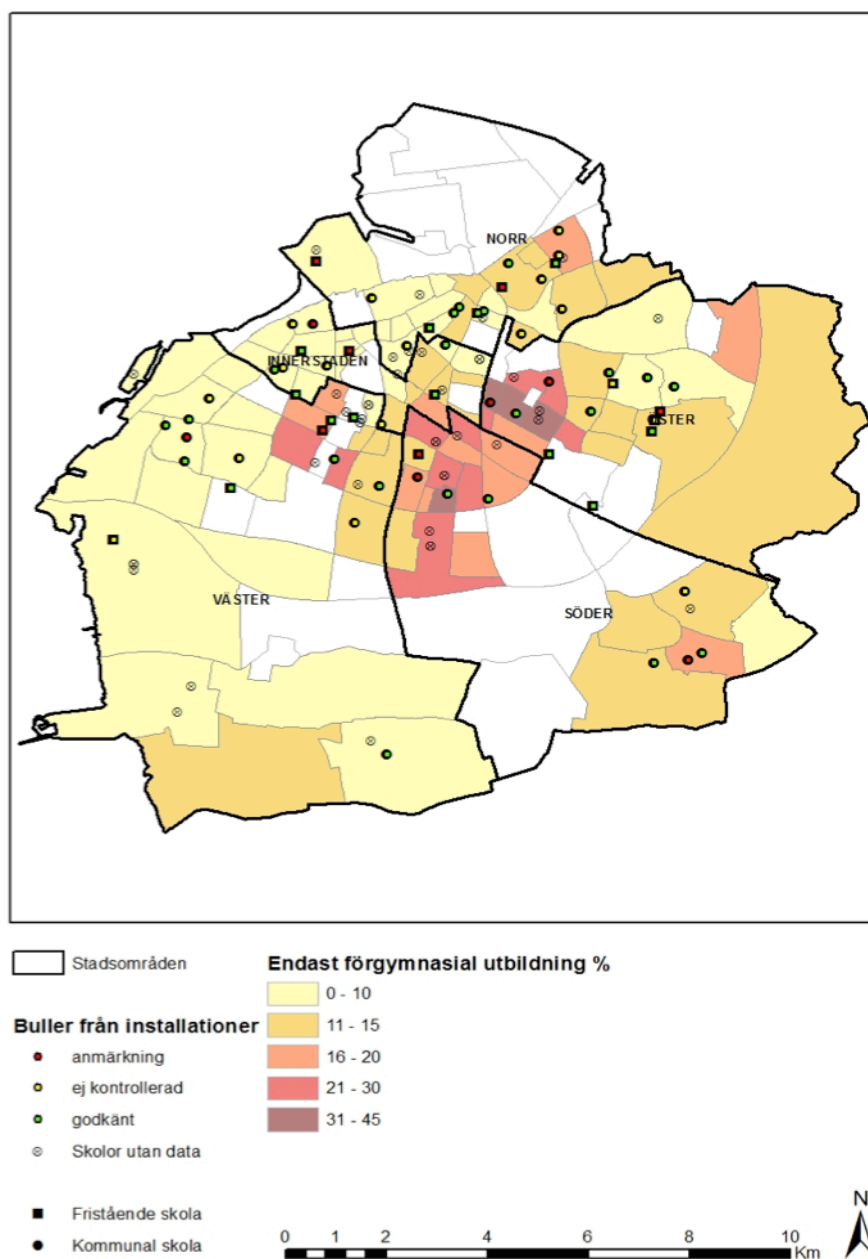 NORR
INNERSTADEN
STER
VÄSTER
SÖDER
Stadsområden
Endast förgymnasial utbildning %
0 - 10
Buller från installationer
11 - 15
anmärkning
16 - 20
ej kontrollerad
21 - 30
godkänt
31 - 45
Skolor utan data
Fristående skola
Kommunal skola
N
0 1 2 4 6 8 10
Km